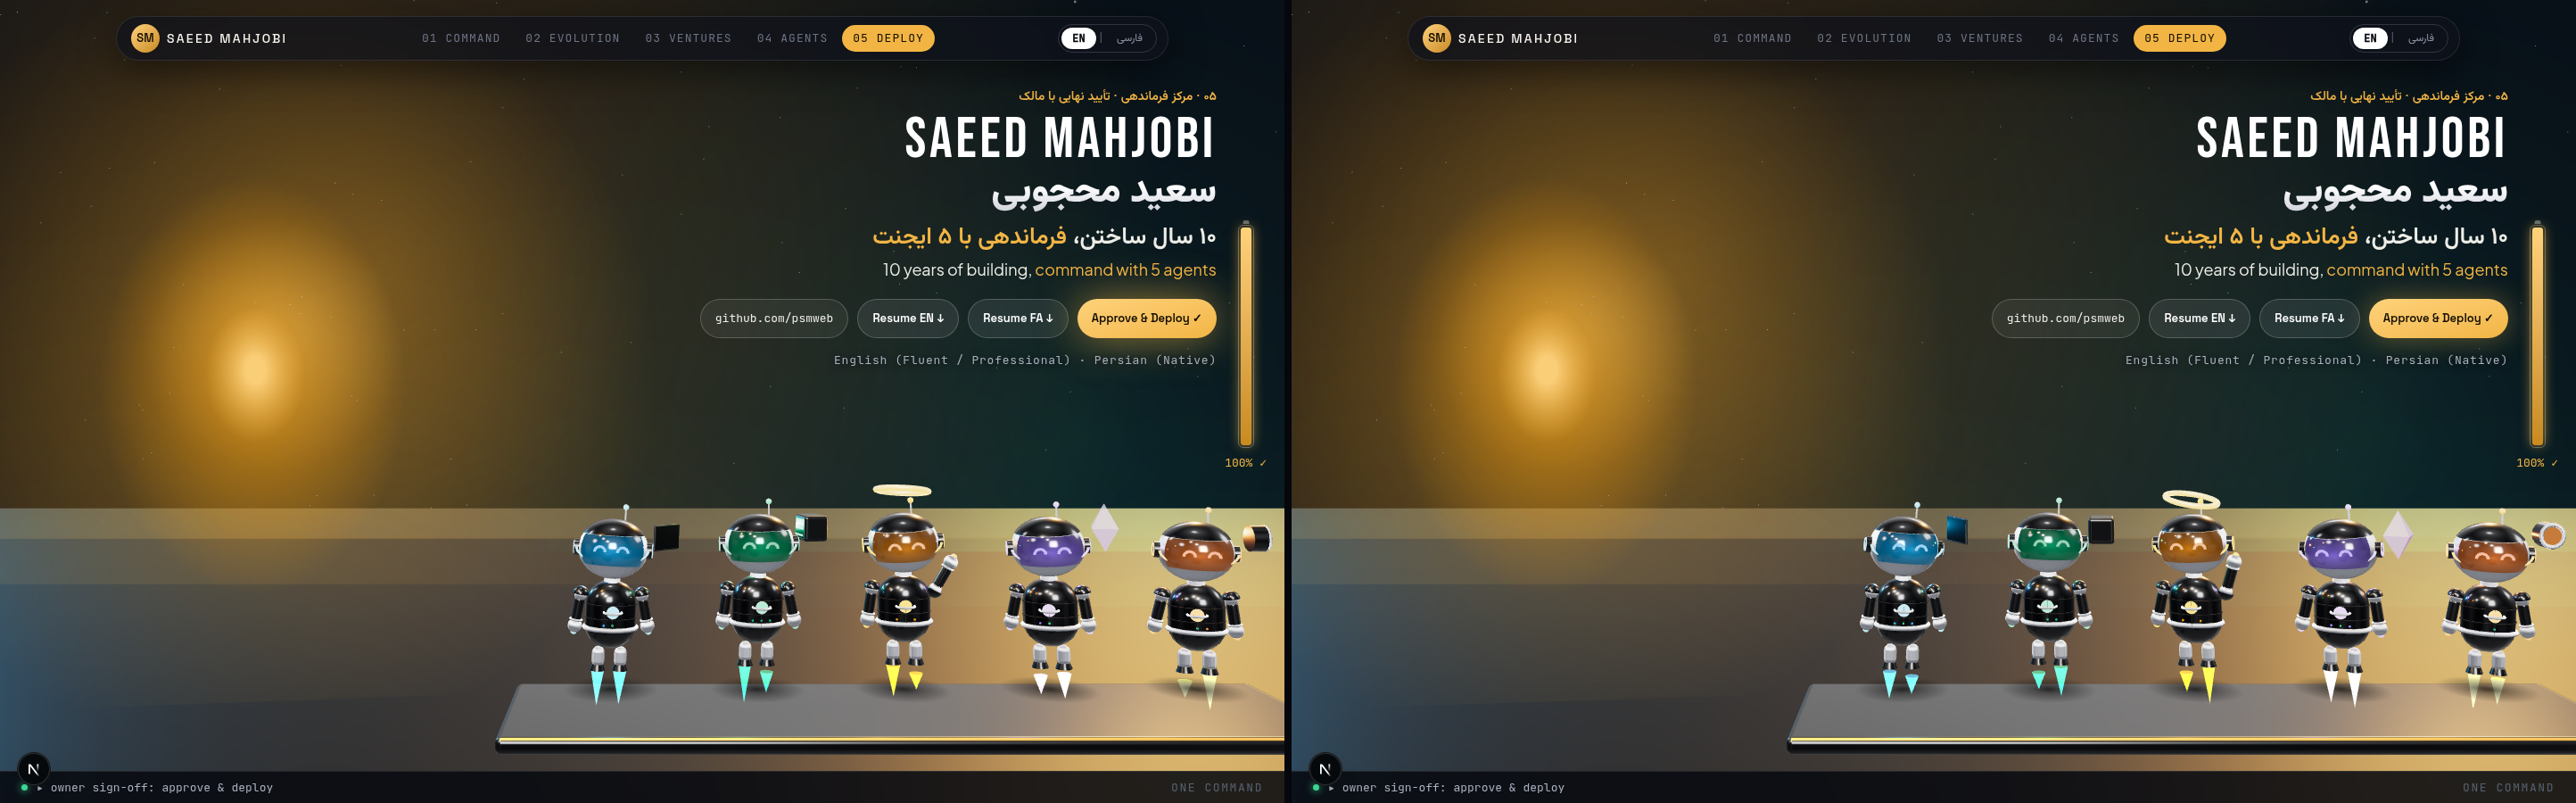 SM SAEED MAHJOBI 01 COMMAND 02 EVOLUTION 03 VENTURES 04 AGENTS 05 DEPLOY EN | فارسی
۰۵ · مرکز فرماندهی · تأیید نهایی با مالک
SAEED MAHJOBI
سعید محجوبی
۱۰ سال ساختن، فرماندهی با ۵ ایجنت
10 years of building, command with 5 agents
github.com/psmweb Resume EN ↓ Resume FA ↓ Approve & Deploy ✓
English (Fluent / Professional) · Persian (Native)
100% ✓
N
▸ owner sign-off: approve & deploy ONE COMMAND
SM SAEED MAHJOBI 01 COMMAND 02 EVOLUTION 03 VENTURES 04 AGENTS 05 DEPLOY EN | فارسی
۰۵ · مرکز فرماندهی · تأیید نهایی با مالک
SAEED MAHJOBI
سعید محجوبی
۱۰ سال ساختن، فرماندهی با ۵ ایجنت
10 years of building, command with 5 agents
github.com/psmweb Resume EN ↓ Resume FA ↓ Approve & Deploy ✓
English (Fluent / Professional) · Persian (Native)
100% ✓
N
▸ owner sign-off: approve & deploy ONE COMMAND